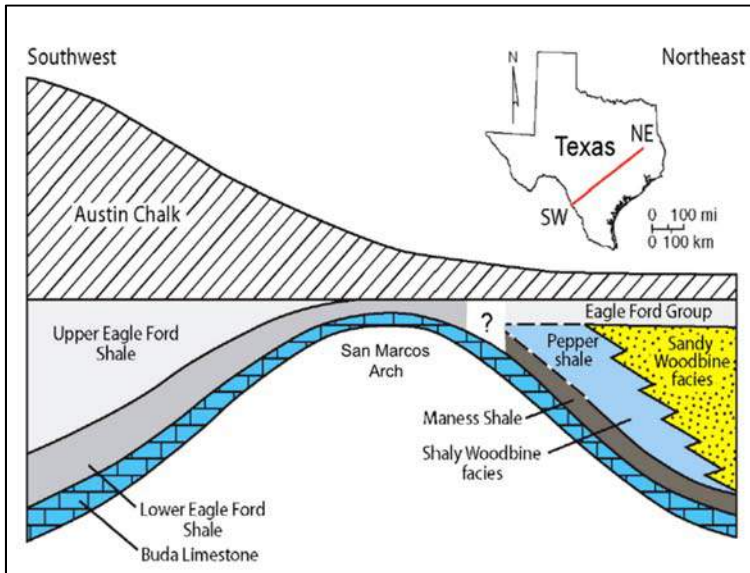 Southwest
Northeast
N
Texas
NE
SW
0 100 mi
0 100 km
Austin Chalk
Eagle Ford Group
Upper Eagle Ford
Shale
?
Pepper
shale
Sandy
Woodbine
facies
San Marcos
Arch
Maness Shale
Shaly Woodbine
facies
Lower Eagle Ford
Shale
Buda Limestone